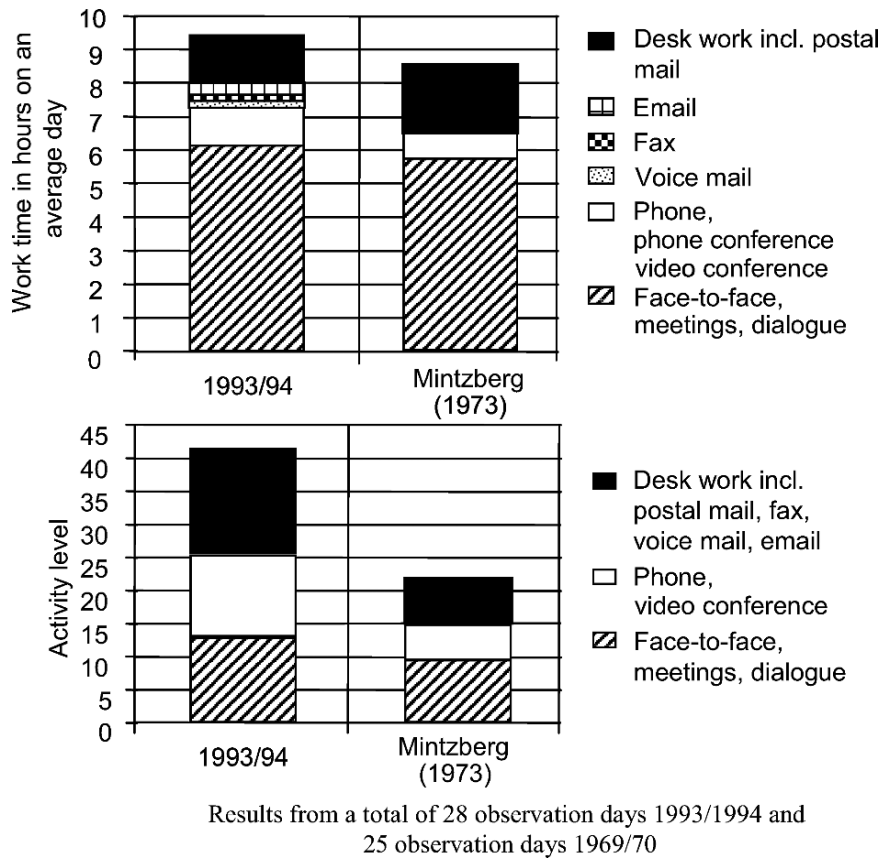 Work time in hours on an
average day
10
9
8
7
6
5
4
3
2
1
0
1993/94
Mintzberg
(1973)
Desk work incl. postal
mail
Email
Fax
Voice mail
Phone,
phone conference
video conference
Face-to-face,
meetings, dialogue
Activity level
45
40
35
30
25
20
15
10
5
0
1993/94
Mintzberg
(1973)
Desk work incl.
postal mail, fax,
voice mail, email
Phone,
video conference
Face-to-face,
meetings, dialogue
Results from a total of 28 observation days 1993/1994 and
25 observation days 1969/70